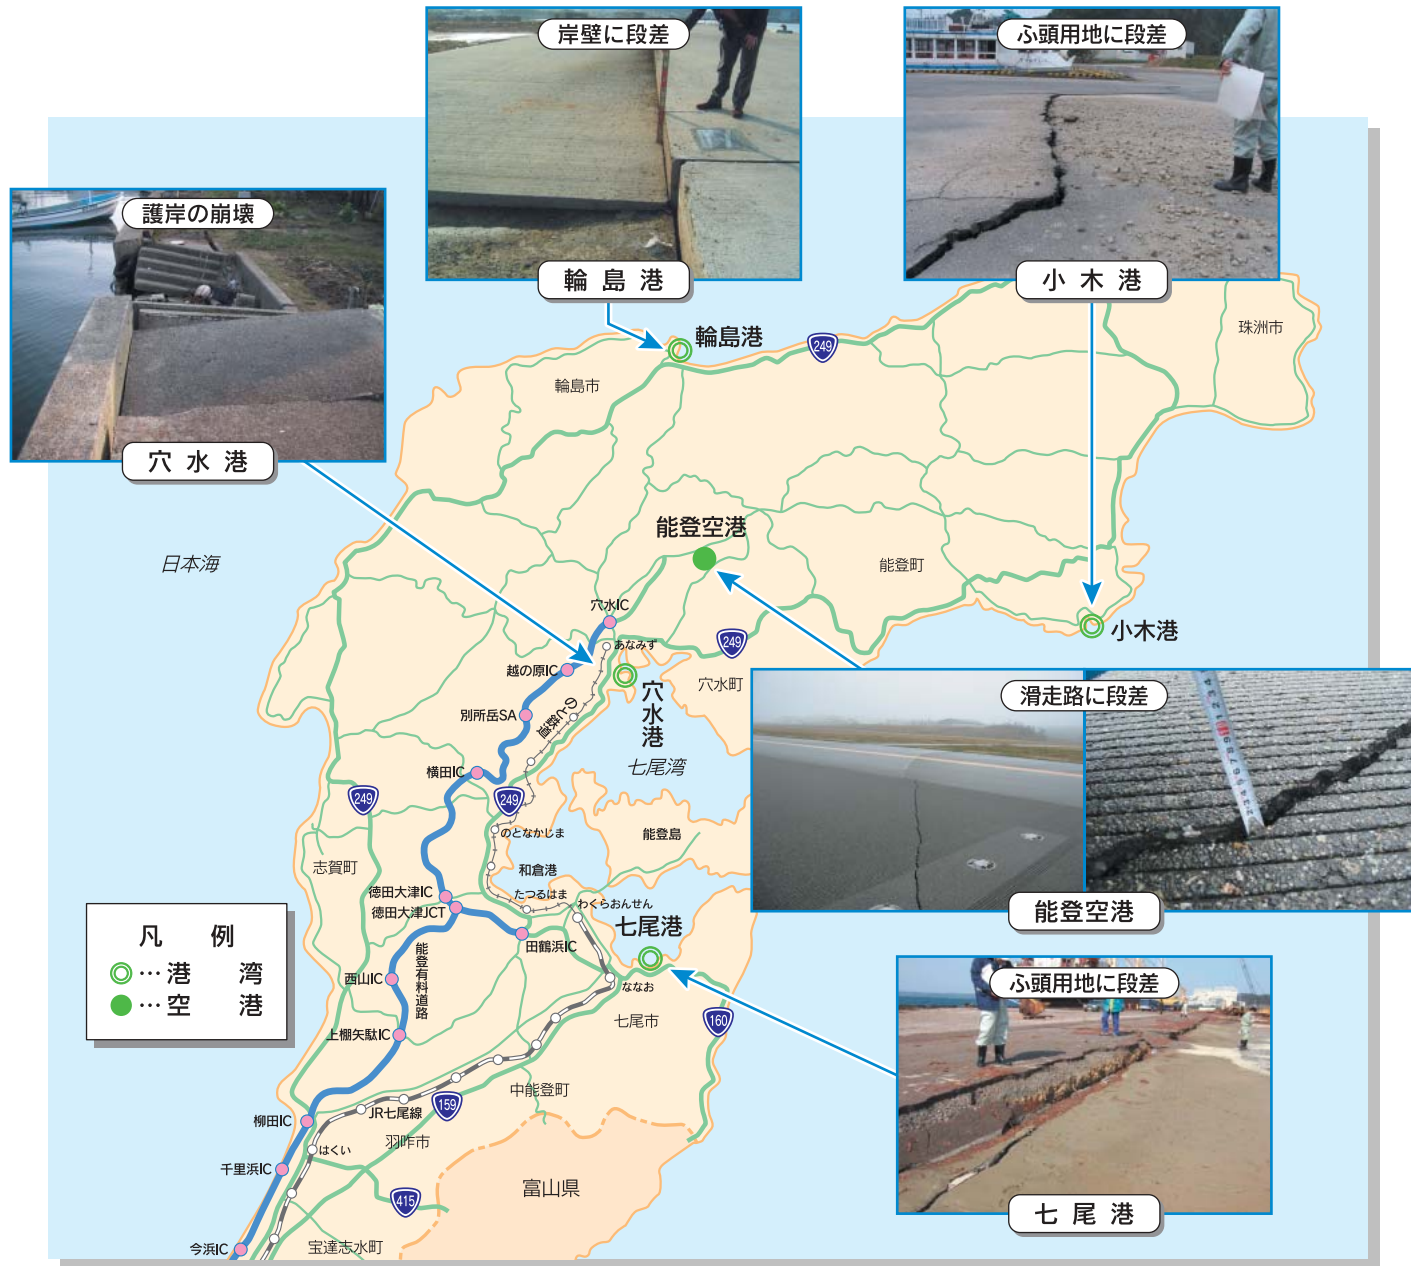 岸壁に段差
輪島港
ふ頭用地に段差
小木港
護岸の崩壊
穴水港
輪島港
249
珠洲市
輪島市
能登空港
日本海
能登町
穴水IC
小木港
249
あなみず
越の原IC
穴水町
穴水港
滑走路に段差
能登空港
別所岳SA
のと鉄道
七尾湾
横田IC
249
249
のとなかじま
能登島
志賀町
和倉港
徳田大津IC
たつるはま
わくらおんせん
徳田大津JCT
七尾港
凡例
…港湾
…空港
田鶴浜IC
能登有料道路
西山IC
ななお
七尾市
160
ふ頭用地に段差
七尾港
上棚矢駄IC
中能登町
159
JR七尾線
柳田IC
羽咋市
はくい
千里浜IC
富山県
415
今浜IC
宝達志水町